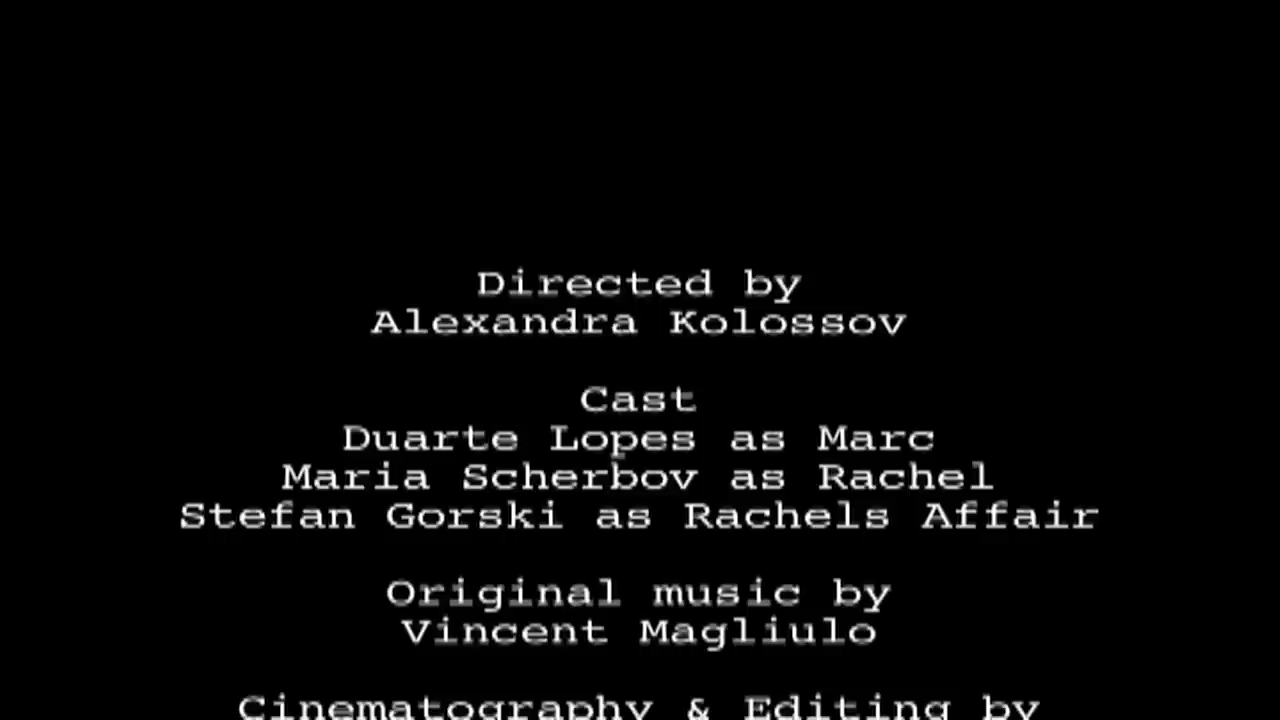 Directed by
Alexandra Kolossov
Cast
Duarte Lopes as Marc
Maria Scherbov as Rachel
Stefan Gorski as Rachels Affair
Original music by
Vincent Magliulo
Cinematography & Editing by